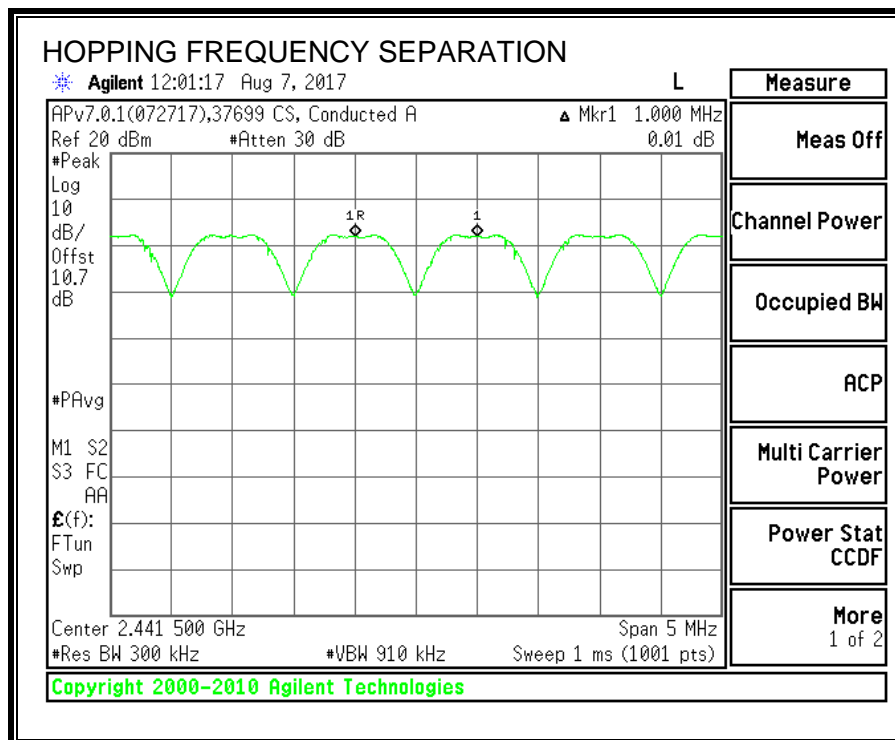 HOPPING FREQUENCY SEPARATION
Agilent 12:01:17 Aug 7, 2017 L
APv7.0.1(072717),37699 CS, Conducted A ▵ Mkr1 1.000 MHz
Ref 20 dBm #Atten 30 dB 0.01 dB
#Peak
Log
10
dB/
Offst
10.7
dB
1R 1
#PAvg
M1 S2
S3 FC
AA
£(f):
FTun
Swp
Center 2.441 500 GHz Span 5 MHz
#Res BW 300 kHz #VBW 910 kHz Sweep 1 ms (1001 pts)
Copyright 2000-2010 Agilent Technologies
Measure
Meas Off
Channel Power
Occupied BW
ACP
Multi Carrier
Power
Power Stat
CCDF
More
1 of 2